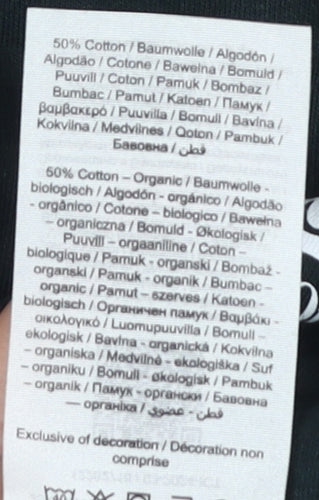 50% Cotton / Baumwolle / Algodón /
Algodão / Cotone / Bawełna / Bomuld /
Puuvill / Coton / Pamuk / Bombaz /
Bumbac / Pamut / Katoen / Памук /
βαμβακερό / Puuvilla / Bomull / Bavlna /
Kokvilna / Medvilnės / Qoton / Pambuk /
Бавовна / قطن
50% Cotton – Organic / Baumwolle -
biologisch / Algodón - orgánico / Algodão
- orgânico / Cotone – biologico / Bawełna
– organiczna / Bomuld - Økologisk /
Puuvill – orgaaniline / Coton –
biologique / Pamuk - organski / Bombaž -
organski / Pamuk - organik / Bumbac –
organic / Pamut – szerves / Katoen -
biologisch / Органичен памук / Βαμβάκι -
οικολογικό / Luomupuuvilla / Bomull –
ekologisk / Bavlna - organická / Kokvilna
– organiska / Medvilnė - ekologiška / Suf
– organiku / Bomull - økologisk / Pambuk
– organik / Памук - органски / Бавовна
— органіка / قطن - عضوي
Exclusive of decoration / Décoration non
comprise